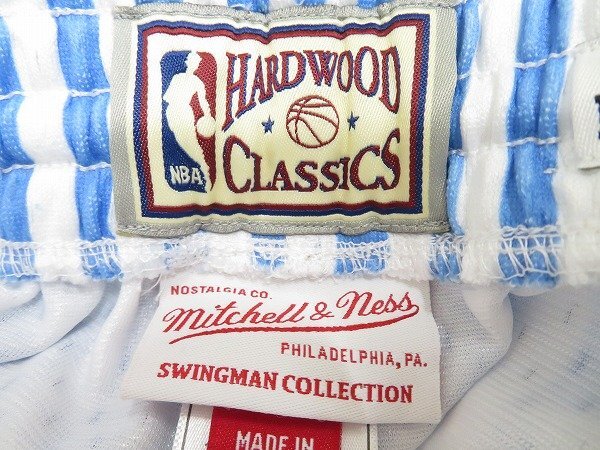 HARDWOOD
NBA
CLASSICS
NOSTALGIA CO.
Mitchell & Ness
PHILADELPHIA, PA.
SWINGMAN COLLECTION
MADE IN